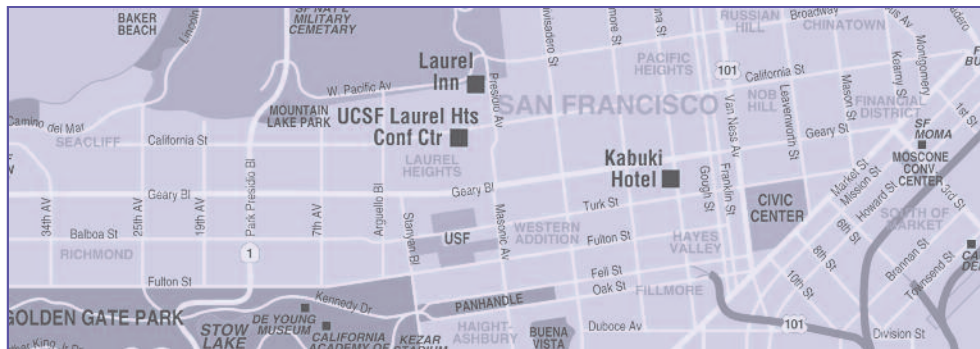 BAKER
BEACH
Lincoln
SF NAT'L
MILITARY
CEMETARY
Divisadero
Broadway
RUSSIAN
HILL
CHINATOWN
Montgomery
Kearny St
PACIFIC
HEIGHTS
101
California St
Laurel
Inn
W. Pacific Av
Presidio Av
MOUNTAIN
LAKE PARK
SAN FRANCISCO
NOB
HILL
Leavenworth St
Mason St
FINANCIAL
DISTRICT
1st St
Camino del Mar
SEACLIFF
California St
UCSF Laurel Hts
Conf Ctr
LAUREL
HEIGHTS
Van Ness Av
Geary St
SF
MOMA
MOSCONE
CONV.
CENTER
Kabuki
Hotel
Geary Bl
Geary Bl
Gough St
Franklin St
Market St
Mission St
Howard St
3rd St
34th AV
25th AV
19th AV
Park Presidio Bl
7th AV
Arguello Bl
Stanyan Bl
Masonic Av
Turk St
CIVIC
CENTER
6th St
SOUTH OF
MARKET
Balboa St
RICHMOND
1
USF
WESTERN
ADDITION
Fulton St
HAYES
VALLEY
8th St
Brannan St
Townsend St
Fulton St
Fell St
Oak St
FILLMORE
10th St
Kennedy Dr
PANHANDLE
GOLDEN GATE PARK
DE YOUNG
MUSEUM
STOW
LAKE
CALIFORNIA
ACADEMY OF
KEZAR
STADIUM
HAIGHT-
ASHBURY
BUENA
VISTA
Duboce Av
101
Division St